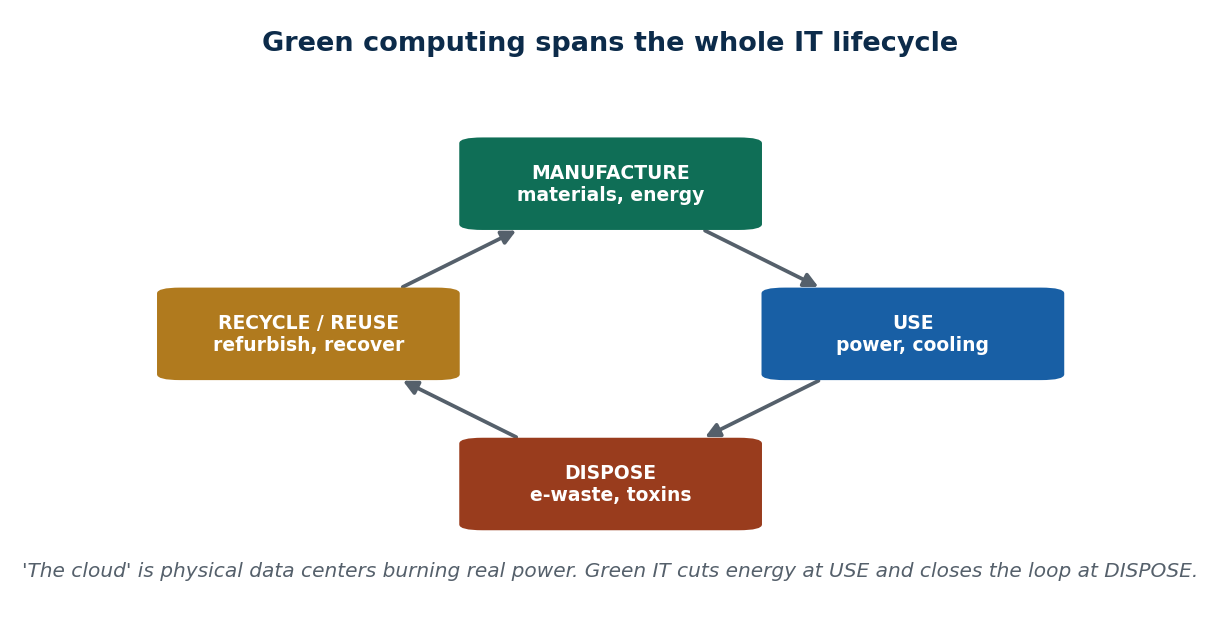 Green computing spans the whole IT lifecycle
MANUFACTURE
materials, energy
RECYCLE / REUSE
refurbish, recover
USE
power, cooling
DISPOSE
e-waste, toxins
'The cloud' is physical data centers burning real power. Green IT cuts energy at USE and closes the loop at DISPOSE.